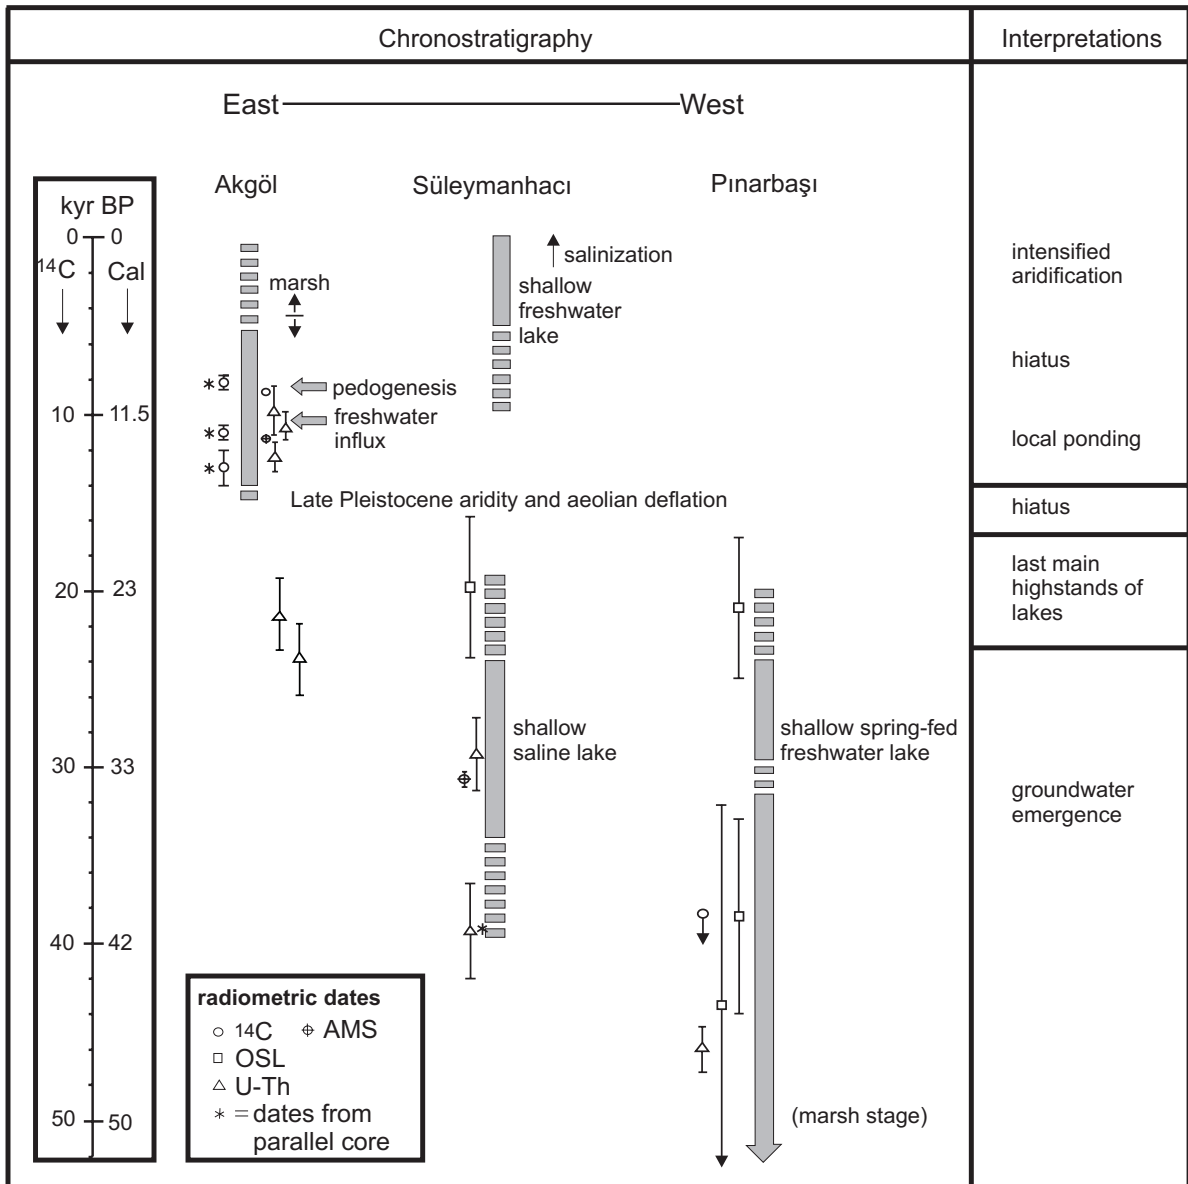 Chronostratigraphy
Interpretations
East
West
Akgöl
Süleymanhacı
Pınarbaşı
kyr BP
0 0
14C Cal
10 11.5
20 23
30 33
40 42
50 50
marsh
pedogenesis
freshwater
influx
salinization
shallow
freshwater
lake
Late Pleistocene aridity and aeolian deflation
shallow
saline lake
shallow spring-fed
freshwater lake
(marsh stage)
radiometric dates
14C AMS
OSL
U-Th
* = dates from
parallel core
*
*
*
*
intensified
aridification
hiatus
local ponding
hiatus
last main
highstands of
lakes
groundwater
emergence